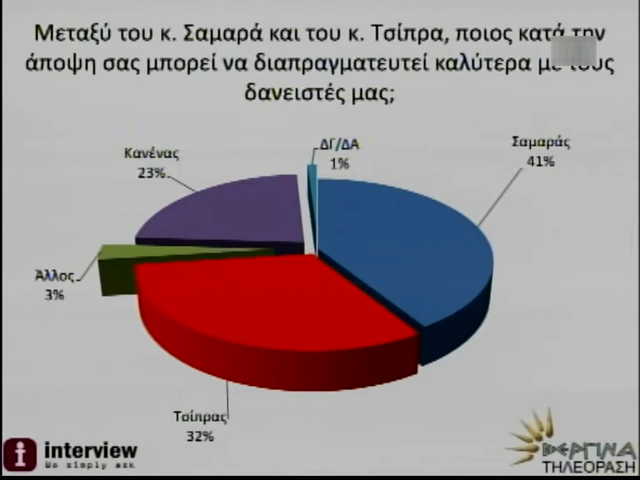 Μεταξύ του κ. Σαμαρά και του κ. Τσίπρα, ποιος κατά την
άποψη σας μπορεί να διαπραγματευτεί καλύτερα με τους
δανειστές μας;
ΔΓ/ΔΑ
1%
Σαμαράς
41%
Κανένας
23%
Άλλος
3%
Τσίπρας
32%
i interview
We simply ask
ΒΕΡΓΙΝΑ
ΤΗΛΕΟΡΑΣΗ